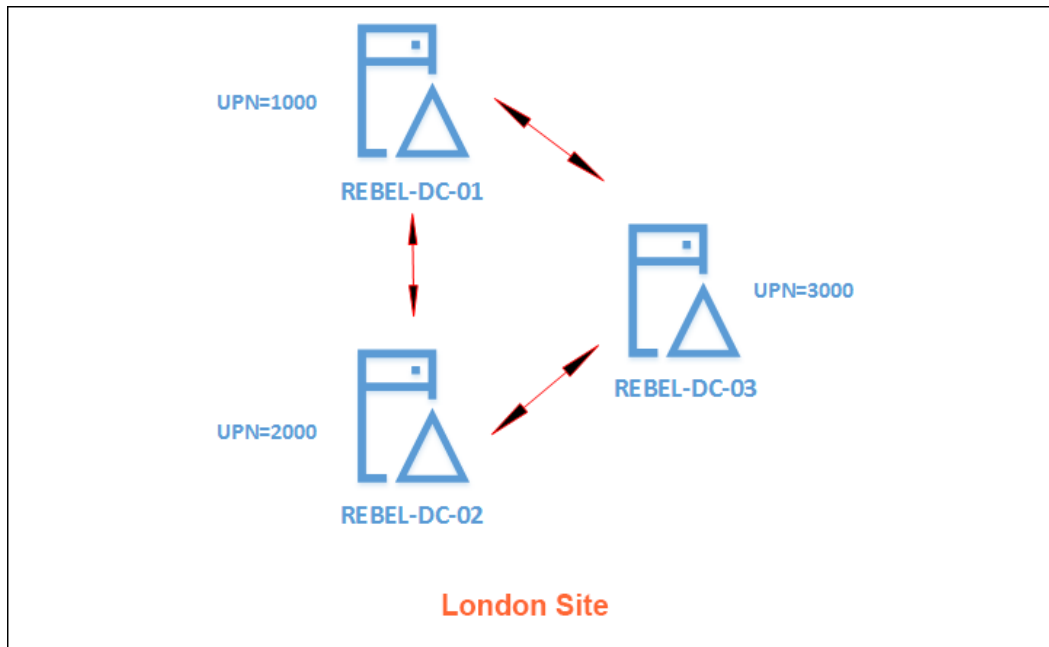 UPN=1000
REBEL-DC-01
UPN=3000
REBEL-DC-03
UPN=2000
REBEL-DC-02
London Site